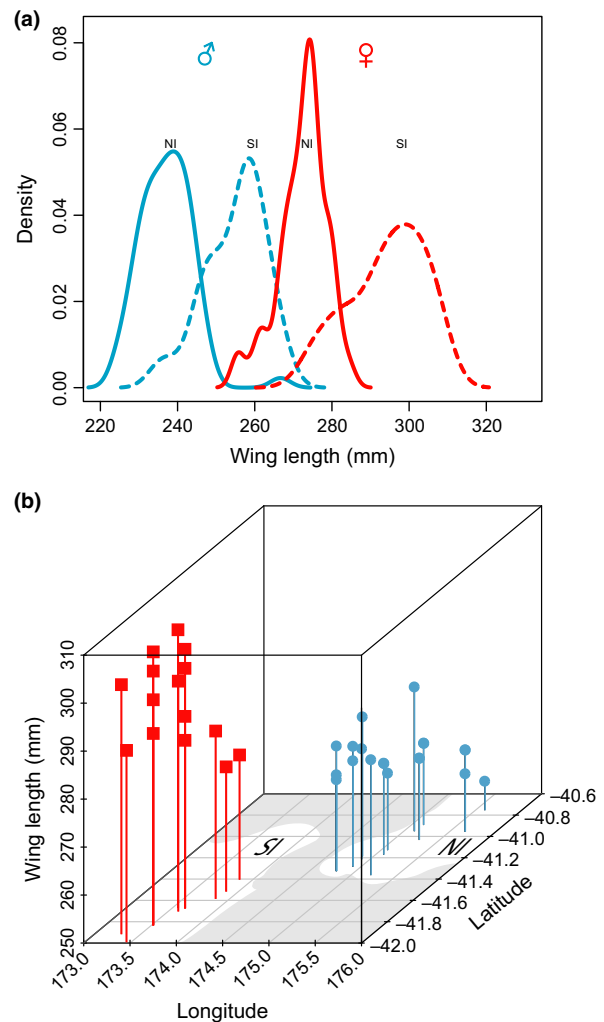 (a)
♂
♀
NI
SI
NI
SI
0.08
0.06
0.04
0.02
0.00
Density
220
240
260
280
300
320
Wing length (mm)
(b)
310
300
290
280
270
260
250
Wing length (mm)
SI
NI
−40.6
−40.8
−41.0
−41.2
−41.4
−41.6
−41.8
−42.0
Latitude
173.0
173.5
174.0
174.5
175.0
175.5
176.0
Longitude